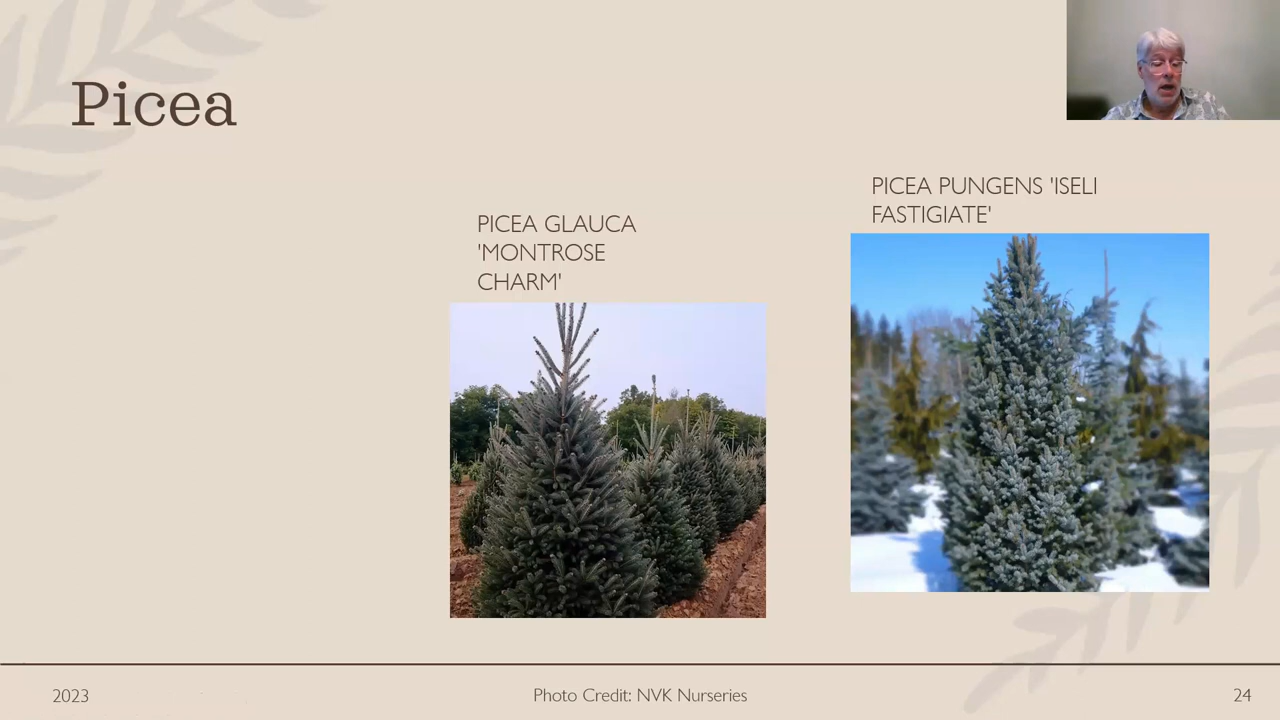 Picea
PICEA GLAUCA
'MONTROSE
CHARM'
PICEA PUNGENS 'ISELI
FASTIGIATE'
2023
Photo Credit: NVK Nurseries
24